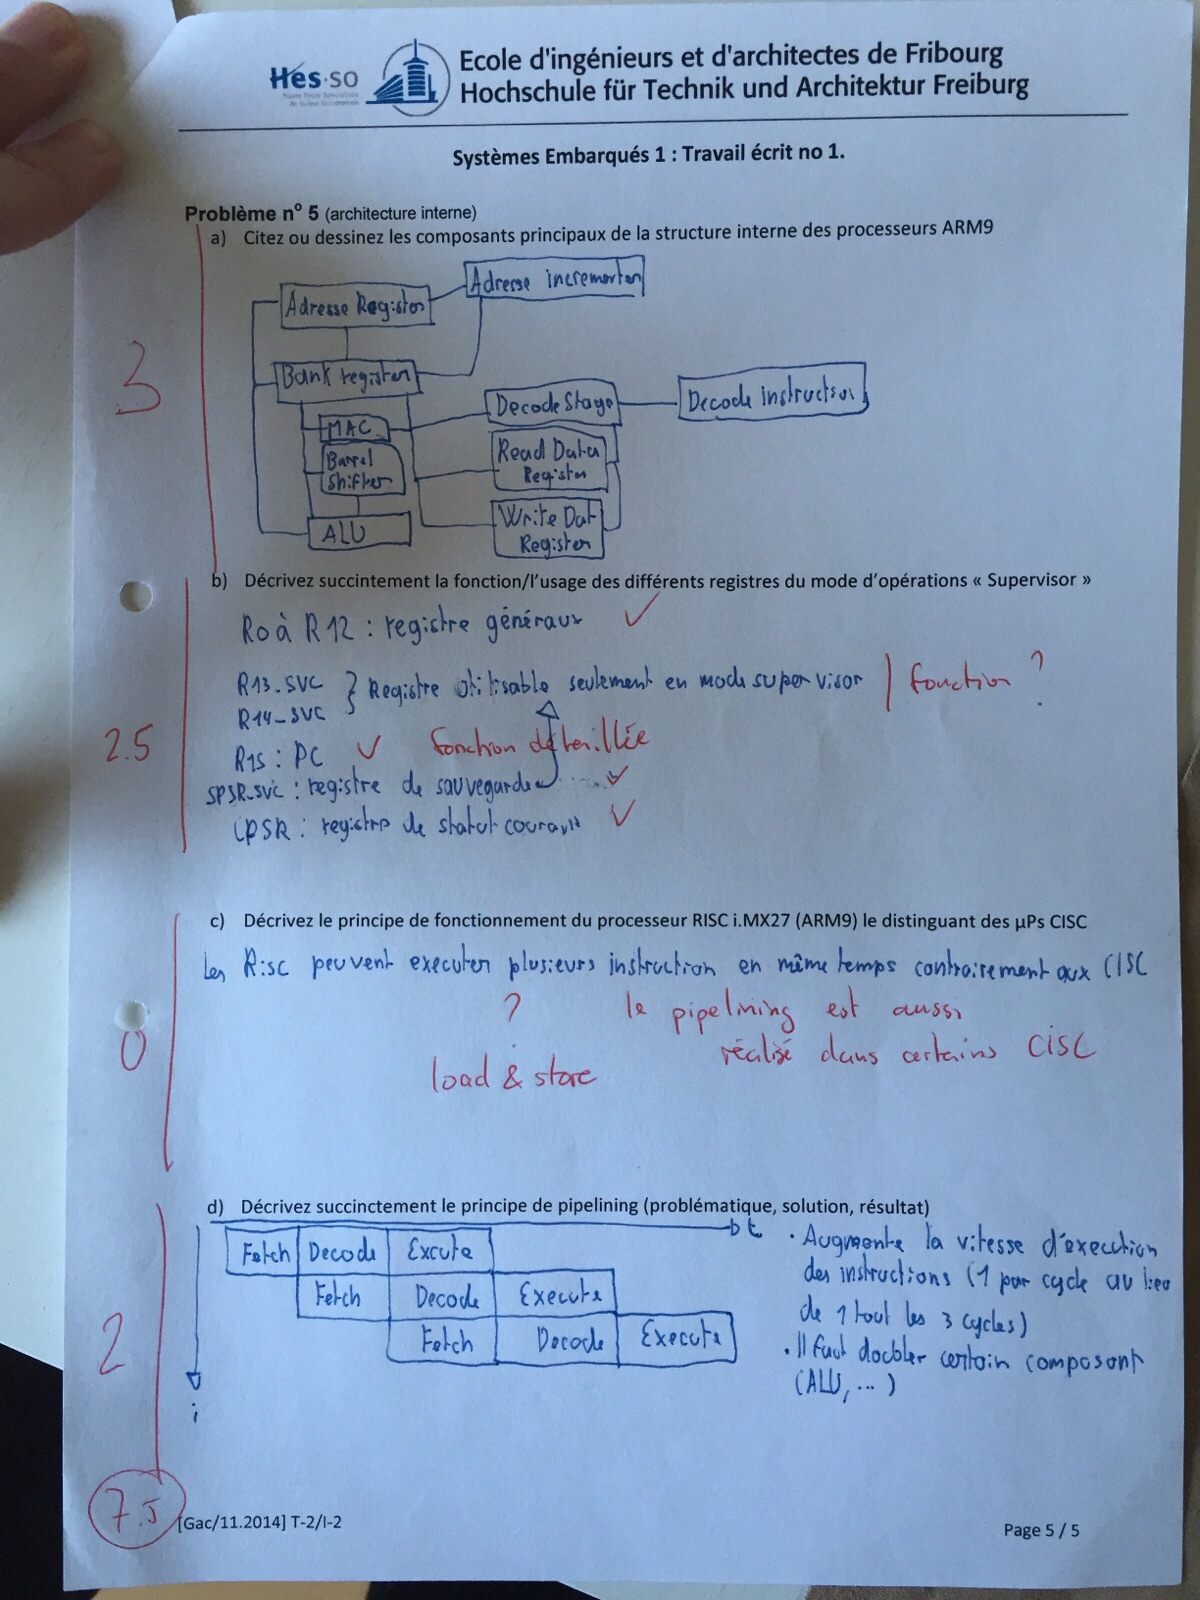 Hes·so
Ecole d'ingénieurs et d'architectes de Fribourg
Hochschule für Technik und Architektur Freiburg
Systèmes Embarqués 1 : Travail écrit no 1.
Problème n° 5 (architecture interne)
a) Citez ou dessinez les composants principaux de la structure interne des processeurs ARM9
Adresse incrementer
Adresse Register
Bank register
Decode Stage
Decode instruction
3
MAC
Barrel
Shifter
Read Data
Register
ALU
Write Dat
Register
b) Décrivez succintement la fonction/l'usage des différents registres du mode d'opérations « Supervisor »
R0 à R12 : registre généraux ✓
R13_SVC
R14_SVC
} Registre utilisable seulement en mode supervisor | fonction ?
2.5
R15 : PC ✓ fonction détaillée
SPSR_svc : registre de sauvegarde ✓
CPSR : registre de statut courant ✓
c) Décrivez le principe de fonctionnement du processeur RISC i.MX27 (ARM9) le distinguant des µPs CISC
Les Risc peuvent executer plusieurs instruction en même temps contrairement aux CISC
? le pipelining est aussi
0
réalisé dans certains CISC
load & store
d) Décrivez succinctement le principe de pipelining (problématique, solution, résultat)
t
Fetch Decode Excute
Fetch Decode Execute
Fetch Decode Execute
i
• Augmente la vitesse d'execution
des instructions (1 par cycle au lieu
de 1 tout les 3 cycles)
• Il faut doubler certain composant
(ALU, ...)
2
7.5
[Gac/11.2014] T-2/I-2
Page 5 / 5